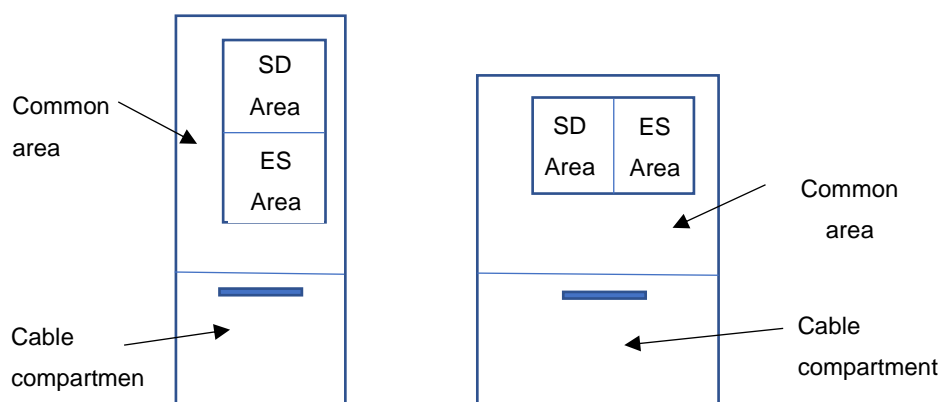 SD
Area
ES
Area
Common
area
Cable
compartmen
SD
Area
ES
Area
Common
area
Cable
compartment